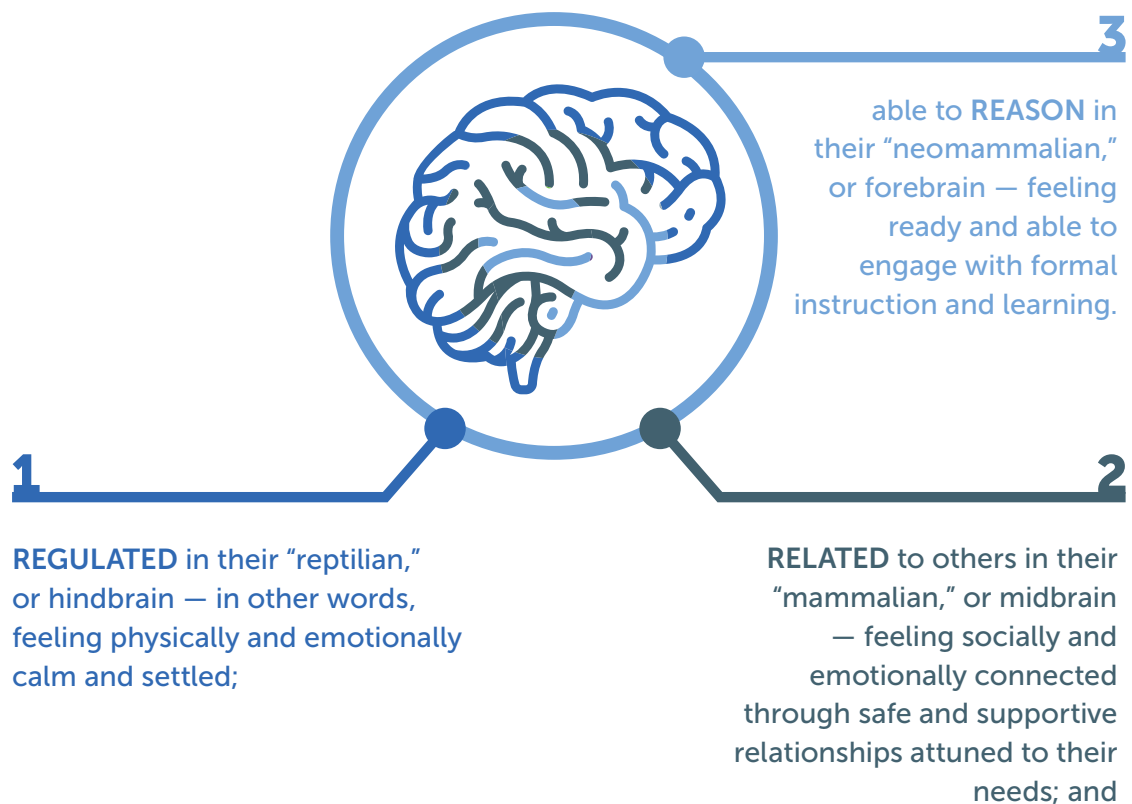 1
REGULATED in their “reptilian,”
or hindbrain — in other words,
feeling physically and emotionally
calm and settled;
2
RELATED to others in their
“mammalian,” or midbrain
— feeling socially and
emotionally connected
through safe and supportive
relationships attuned to their
needs; and
3
able to REASON in
their “neomammalian,”
or forebrain — feeling
ready and able to
engage with formal
instruction and learning.